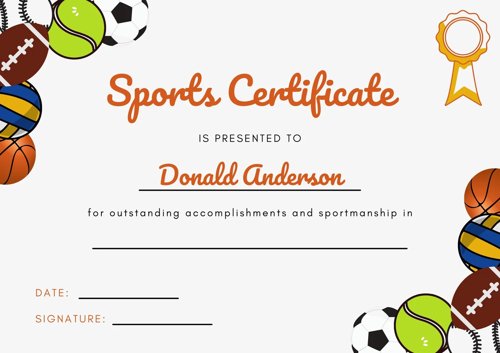 Sports Certificate
IS PRESENTED TO
Donald Anderson
for outstanding accomplishments and sportmanship in
DATE:
SIGNATURE: